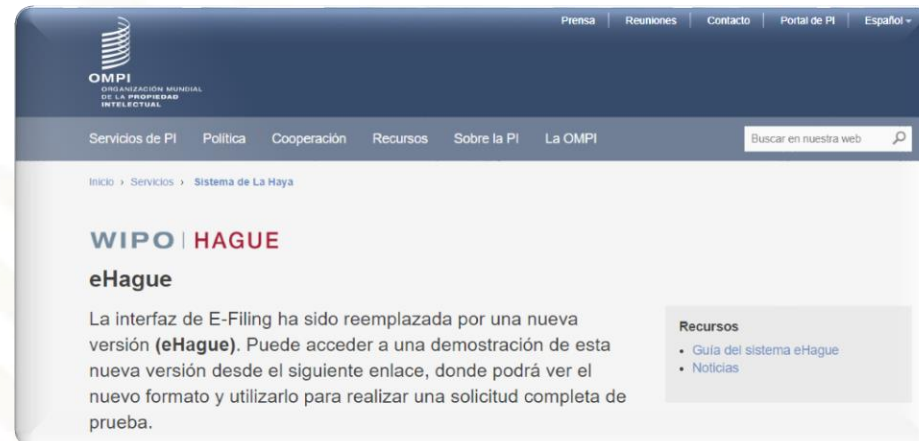 Prensa
Reuniones
Contacto
Portal de PI
Español
OMPI
ORGANIZACIÓN MUNDIAL
DE LA PROPIEDAD
INTELECTUAL
Servicios de PI
Política
Cooperación
Recursos
Sobre la PI
La OMPI
Buscar en nuestra web
Inicio › Servicios › Sistema de La Haya
WIPO | HAGUE
eHague
La interfaz de E-Filing ha sido reemplazada por una nueva
versión (eHague). Puede acceder a una demostración de esta
nueva versión desde el siguiente enlace, donde podrá ver el
nuevo formato y utilizarlo para realizar una solicitud completa de
prueba.
Recursos
• Guía del sistema eHague
• Noticias